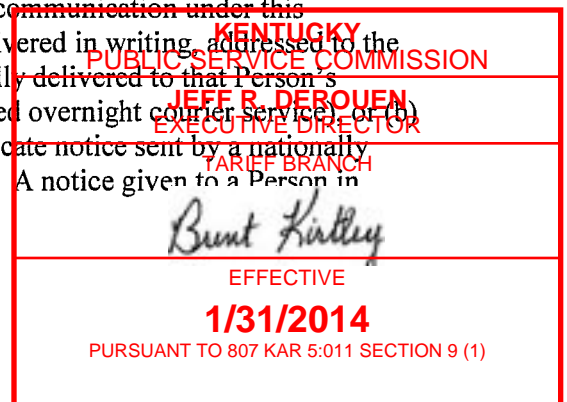 communication under this
KENTUCKY
vered in writing, addressed to the
PUBLIC SERVICE COMMISSION
ly delivered to that Person's
JEFF R. DEROUEN
ed overnight courier service), or (b)
EXECUTIVE DIRECTOR
cate notice sent by a nationally
TARIFF BRANCH
A notice given to a Person in
Brent Kirtley
EFFECTIVE
1/31/2014
PURSUANT TO 807 KAR 5:011 SECTION 9 (1)